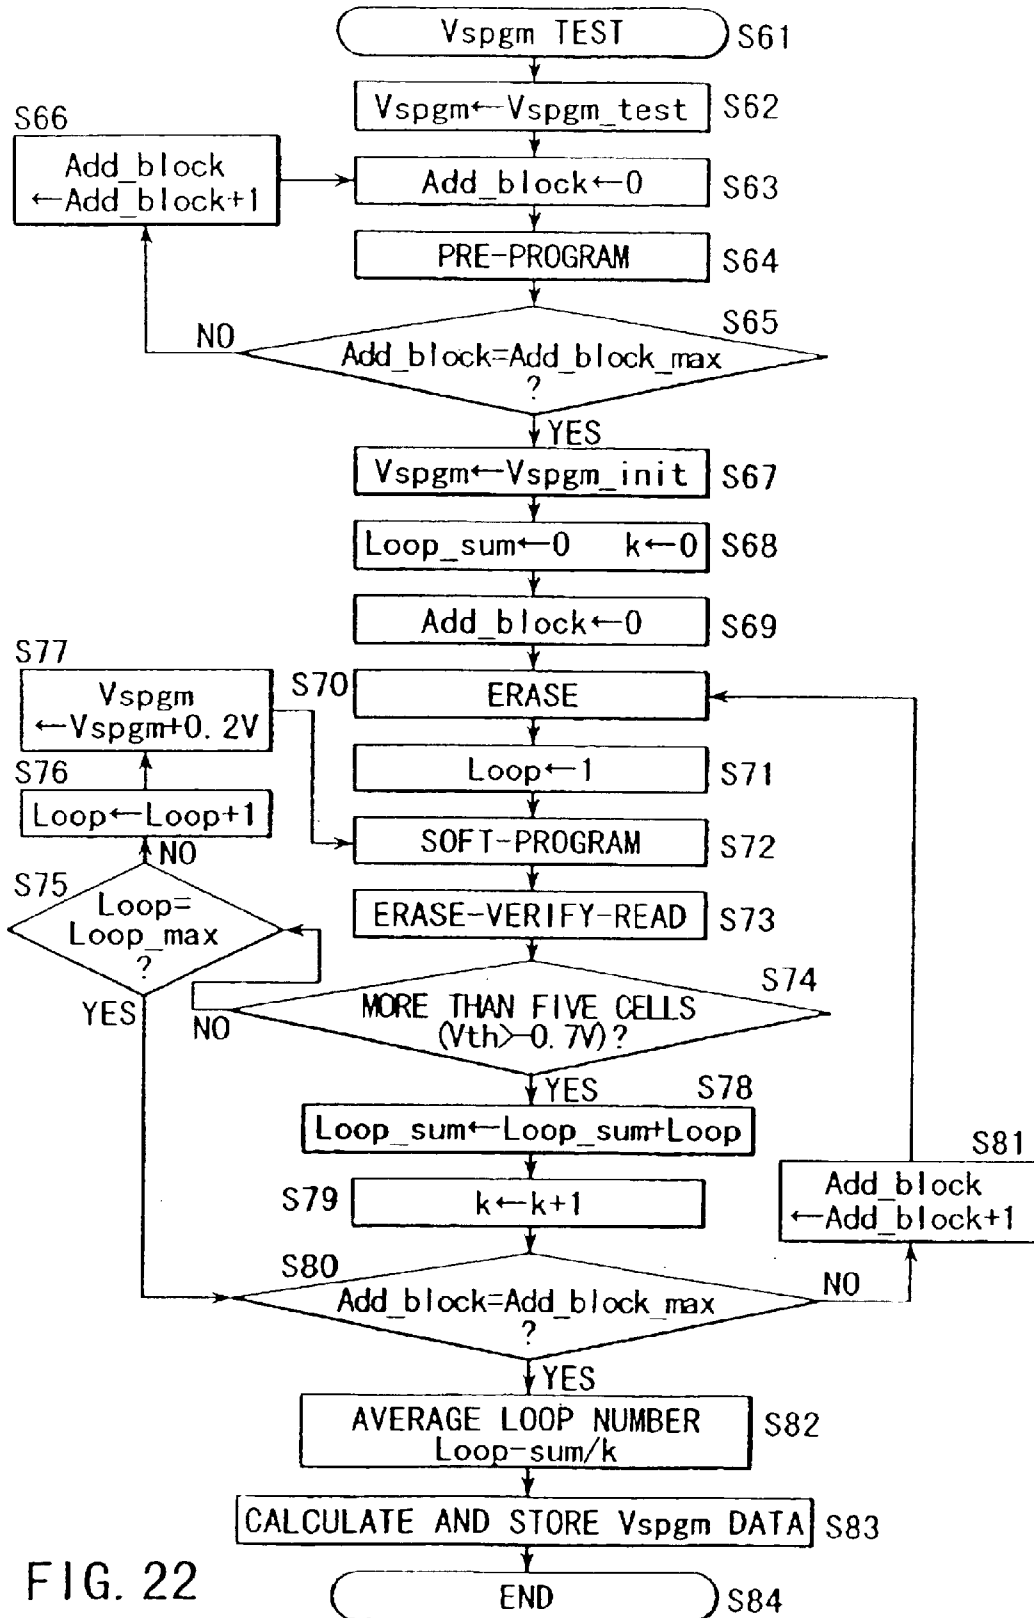 Vspgm TEST
S61
Vspgm←Vspgm_test
S62
S66
Add_block
←Add_block+1
Add_block←0
S63
PRE-PROGRAM
S64
S65
NO
Add_block=Add_block_max
?
YES
Vspgm←Vspgm_init
S67
Loop_sum←0 k←0
S68
Add_block←0
S69
S77
Vspgm
←Vspgm+0.2V
S70
ERASE
Loop←1
S71
S76
Loop←Loop+1
SOFT-PROGRAM
S72
NO
S75
Loop=
Loop_max
?
YES
ERASE-VERIFY-READ
S73
S74
MORE THAN FIVE CELLS
(Vth>-0.7V)?
NO
YES
S78
Loop_sum←Loop_sum+Loop
S79
k←k+1
S81
Add_block
←Add_block+1
S80
Add_block=Add_block_max
?
NO
YES
AVERAGE LOOP NUMBER
Loop-sum/k
S82
CALCULATE AND STORE Vspgm DATA
S83
END
S84
FIG. 22